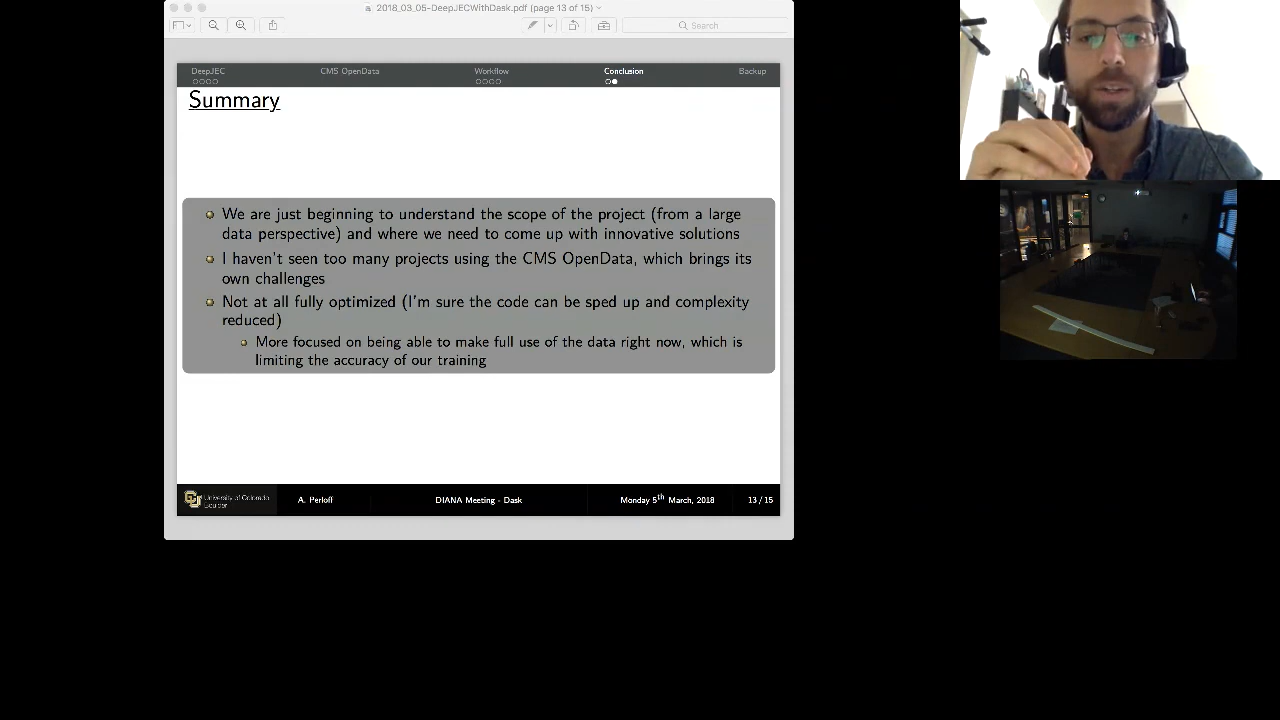 2018_03_05-DeepJECWithDask.pdf (page 13 of 15)
Search
DeepJEC
CMS OpenData
Workflow
Conclusion
Backup
Summary
We are just beginning to understand the scope of the project (from a large
data perspective) and where we need to come up with innovative solutions
I haven't seen too many projects using the CMS OpenData, which brings its
own challenges
Not at all fully optimized (I'm sure the code can be sped up and complexity
reduced)
More focused on being able to make full use of the data right now, which is
limiting the accuracy of our training
University of Colorado
Boulder
A. Perloff
DIANA Meeting - Dask
Monday 5th March, 2018
13 / 15